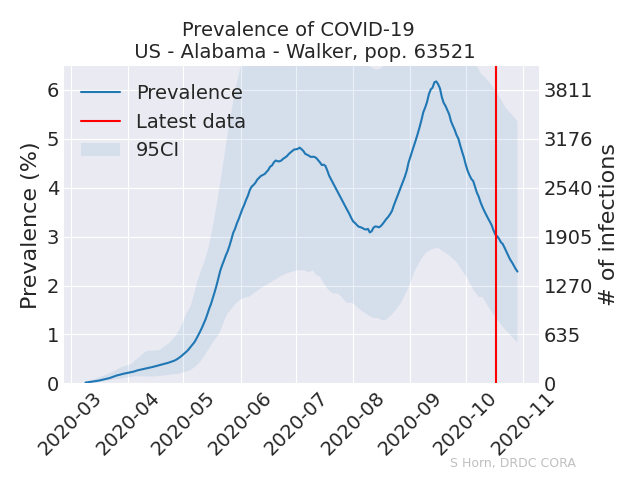 Prevalence of COVID-19
US - Alabama - Walker, pop. 63521
Prevalence
Latest data
95CI
Prevalence (%)
6
5
4
3
2
1
0
3811
3176
2540
1905
1270
635
0
# of infections
2020-03
2020-04
2020-05
2020-06
2020-07
2020-08
2020-09
2020-10
2020-11
S Horn, DRDC CORA